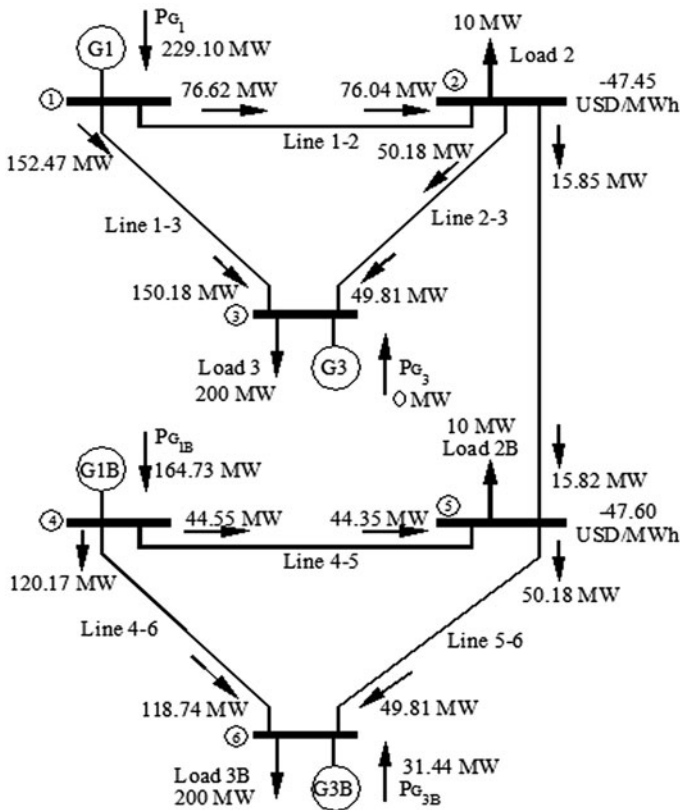 PG1
229.10 MW
G1
10 MW
Load 2
1
76.62 MW
76.04 MW
2
-47.45
USD/MWh
Line 1-2
152.47 MW
50.18 MW
15.85 MW
Line 1-3
Line 2-3
150.18 MW
49.81 MW
3
Load 3
200 MW
G3
PG3
0 MW
PG1B
164.73 MW
G1B
10 MW
Load 2B
15.82 MW
4
44.55 MW
44.35 MW
5
-47.60
USD/MWh
Line 4-5
120.17 MW
50.18 MW
Line 4-6
Line 5-6
118.74 MW
49.81 MW
6
Load 3B
200 MW
G3B
31.44 MW
PG3B